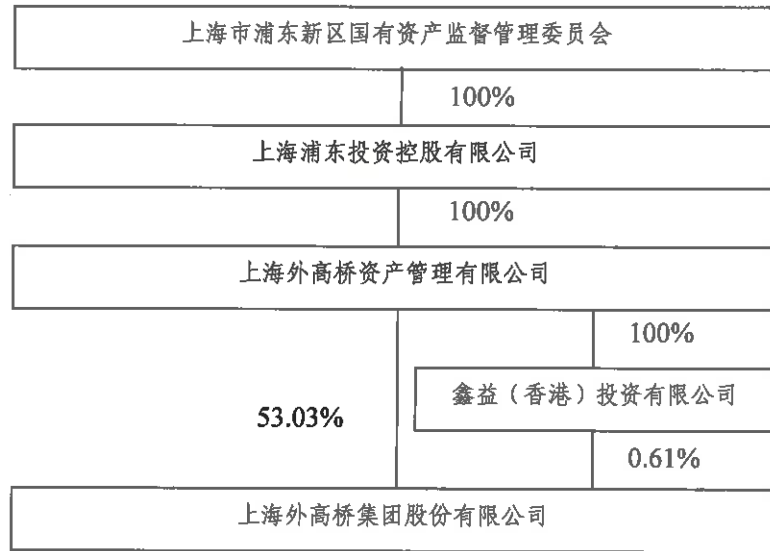 上海市浦东新区国有资产监督管理委员会
100%
上海浦东投资控股有限公司
100%
上海外高桥资产管理有限公司
100%
鑫益（香港）投资有限公司
53.03%
0.61%
上海外高桥集团股份有限公司